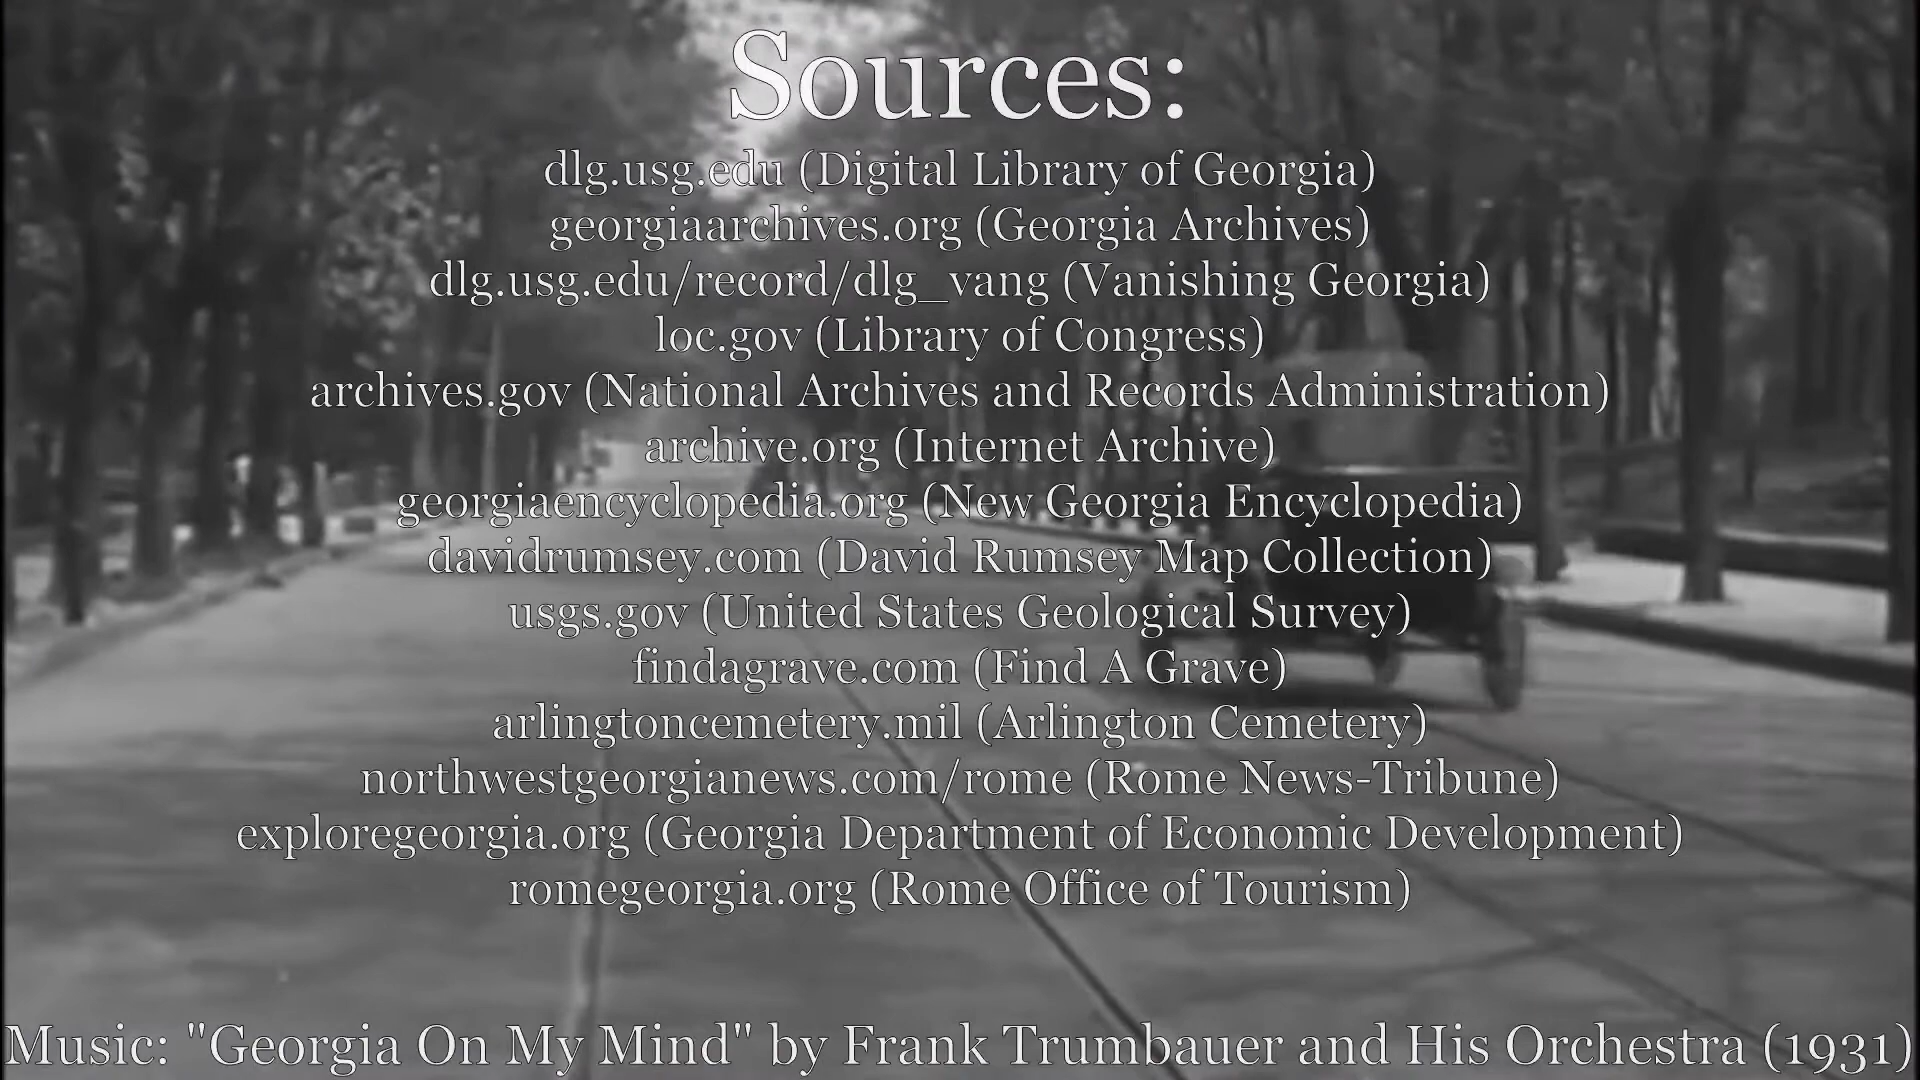 Sources:
dlg.usg.edu (Digital Library of Georgia)
georgiaarchives.org (Georgia Archives)
dlg.usg.edu/record/dlg_vang (Vanishing Georgia)
loc.gov (Library of Congress)
archives.gov (National Archives and Records Administration)
archive.org (Internet Archive)
georgiaencyclopedia.org (New Georgia Encyclopedia)
davidrumsey.com (David Rumsey Map Collection)
usgs.gov (United States Geological Survey)
findagrave.com (Find A Grave)
arlingtoncemetery.mil (Arlington Cemetery)
northwestgeorgianews.com/rome (Rome News-Tribune)
exploregeorgia.org (Georgia Department of Economic Development)
romegeorgia.org (Rome Office of Tourism)
Music: "Georgia On My Mind" by Frank Trumbauer and His Orchestra (1931)